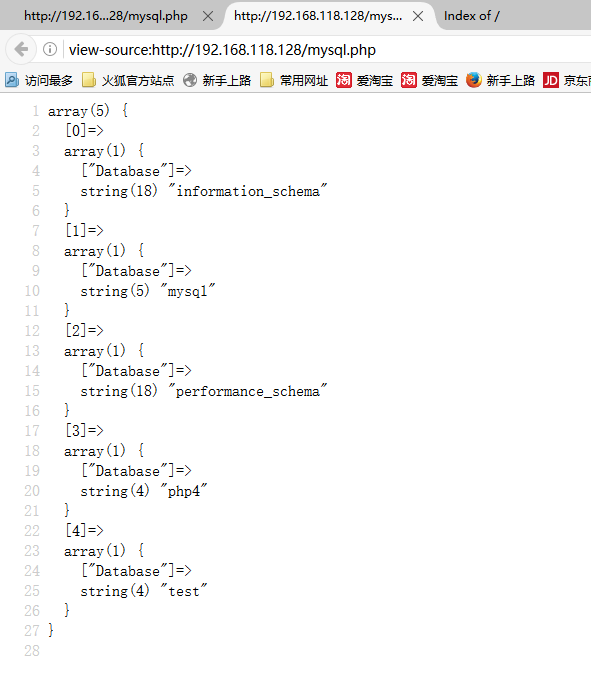 http://192.16...28/mysql.php
http://192.168.118.128/mys...
Index of /
view-source:http://192.168.118.128/mysql.php
访问最多 火狐官方站点 新手上路 常用网址 淘 爱淘宝 淘 爱淘宝 新手上路 JD 京东商
1 array(5) {
2 [0]=>
3 array(1) {
4 ["Database"]=>
5 string(18) "information_schema"
6 }
7 [1]=>
8 array(1) {
9 ["Database"]=>
10 string(5) "mysql"
11 }
12 [2]=>
13 array(1) {
14 ["Database"]=>
15 string(18) "performance_schema"
16 }
17 [3]=>
18 array(1) {
19 ["Database"]=>
20 string(4) "php4"
21 }
22 [4]=>
23 array(1) {
24 ["Database"]=>
25 string(4) "test"
26 }
27 }
28